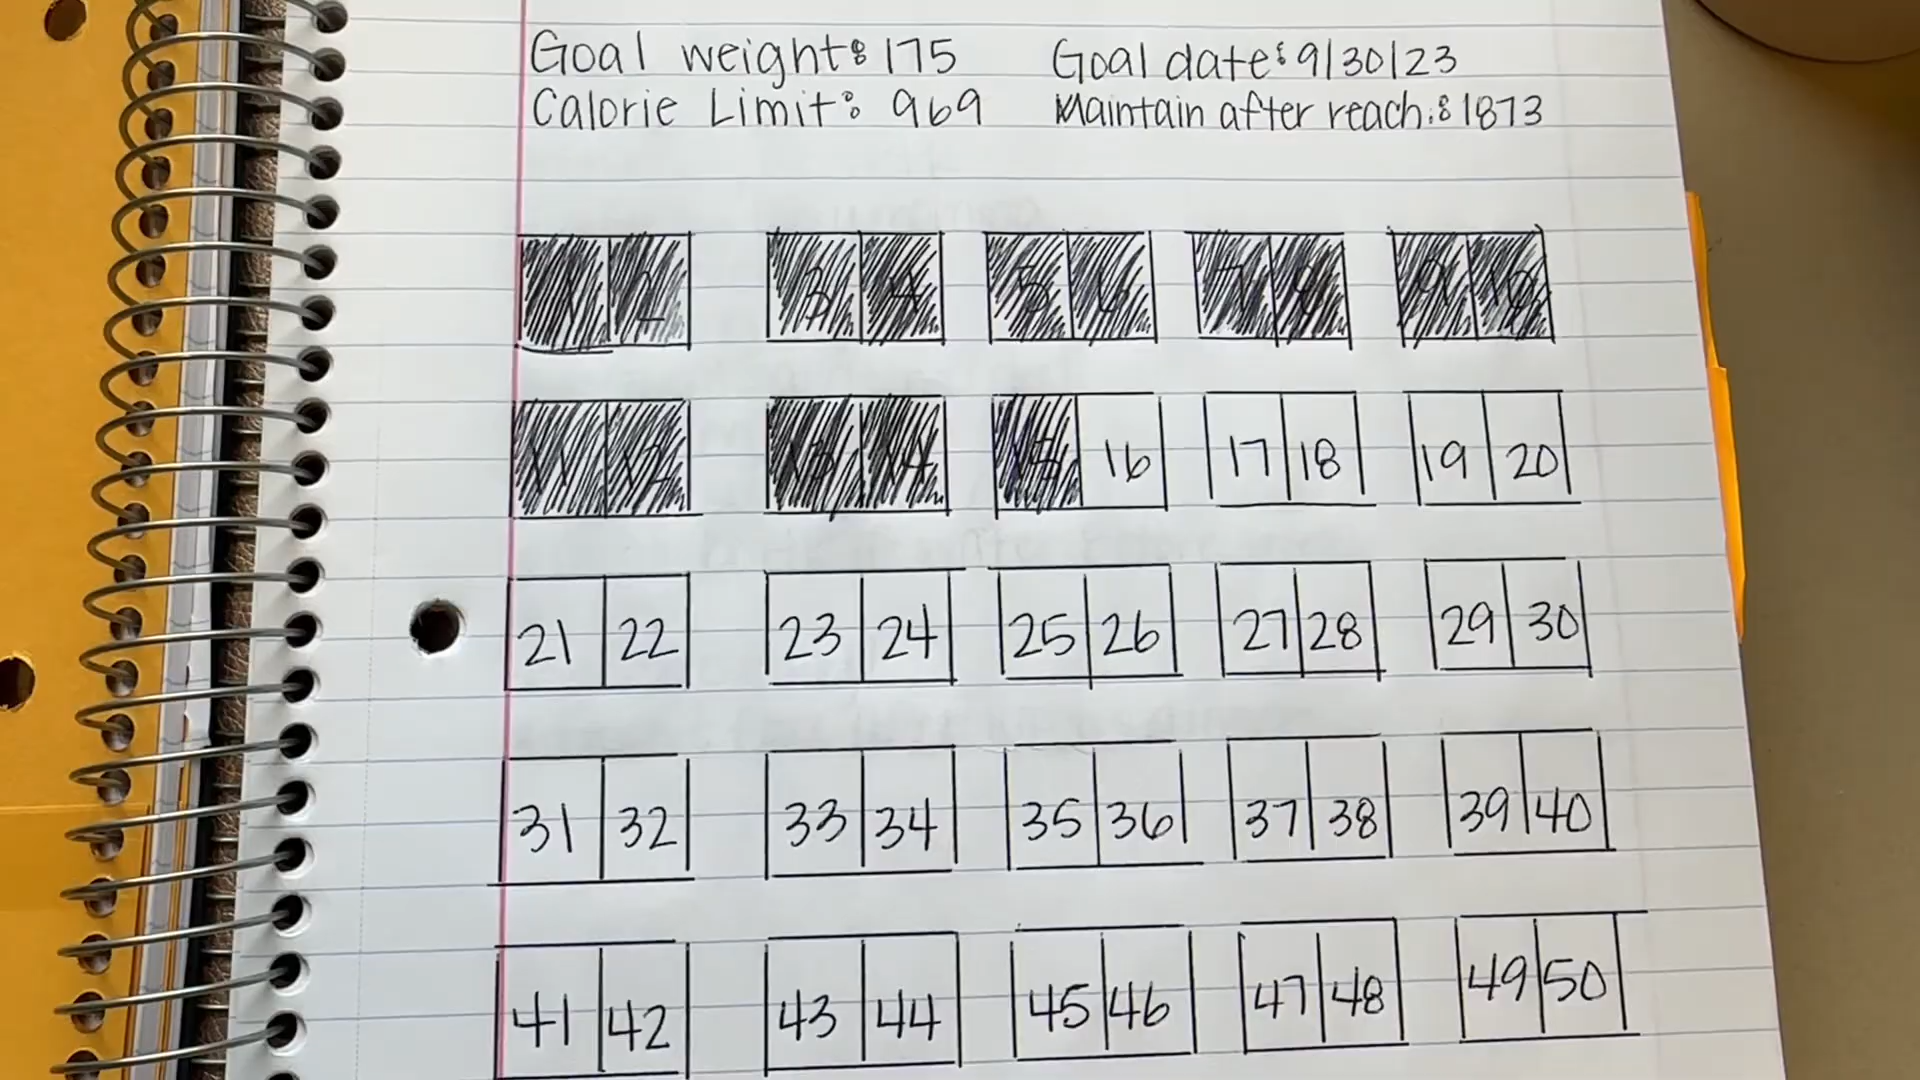 Goal weight: 175 Goal date: 9/30/23
Calorie Limit: 969 Maintain after reach.: 1873
1 2 3 4 5 6 7 8 9 10
11 12 13 14 15 16 17 18 19 20
21 22 23 24 25 26 27 28 29 30
31 32 33 34 35 36 37 38 39 40
41 42 43 44 45 46 47 48 49 50